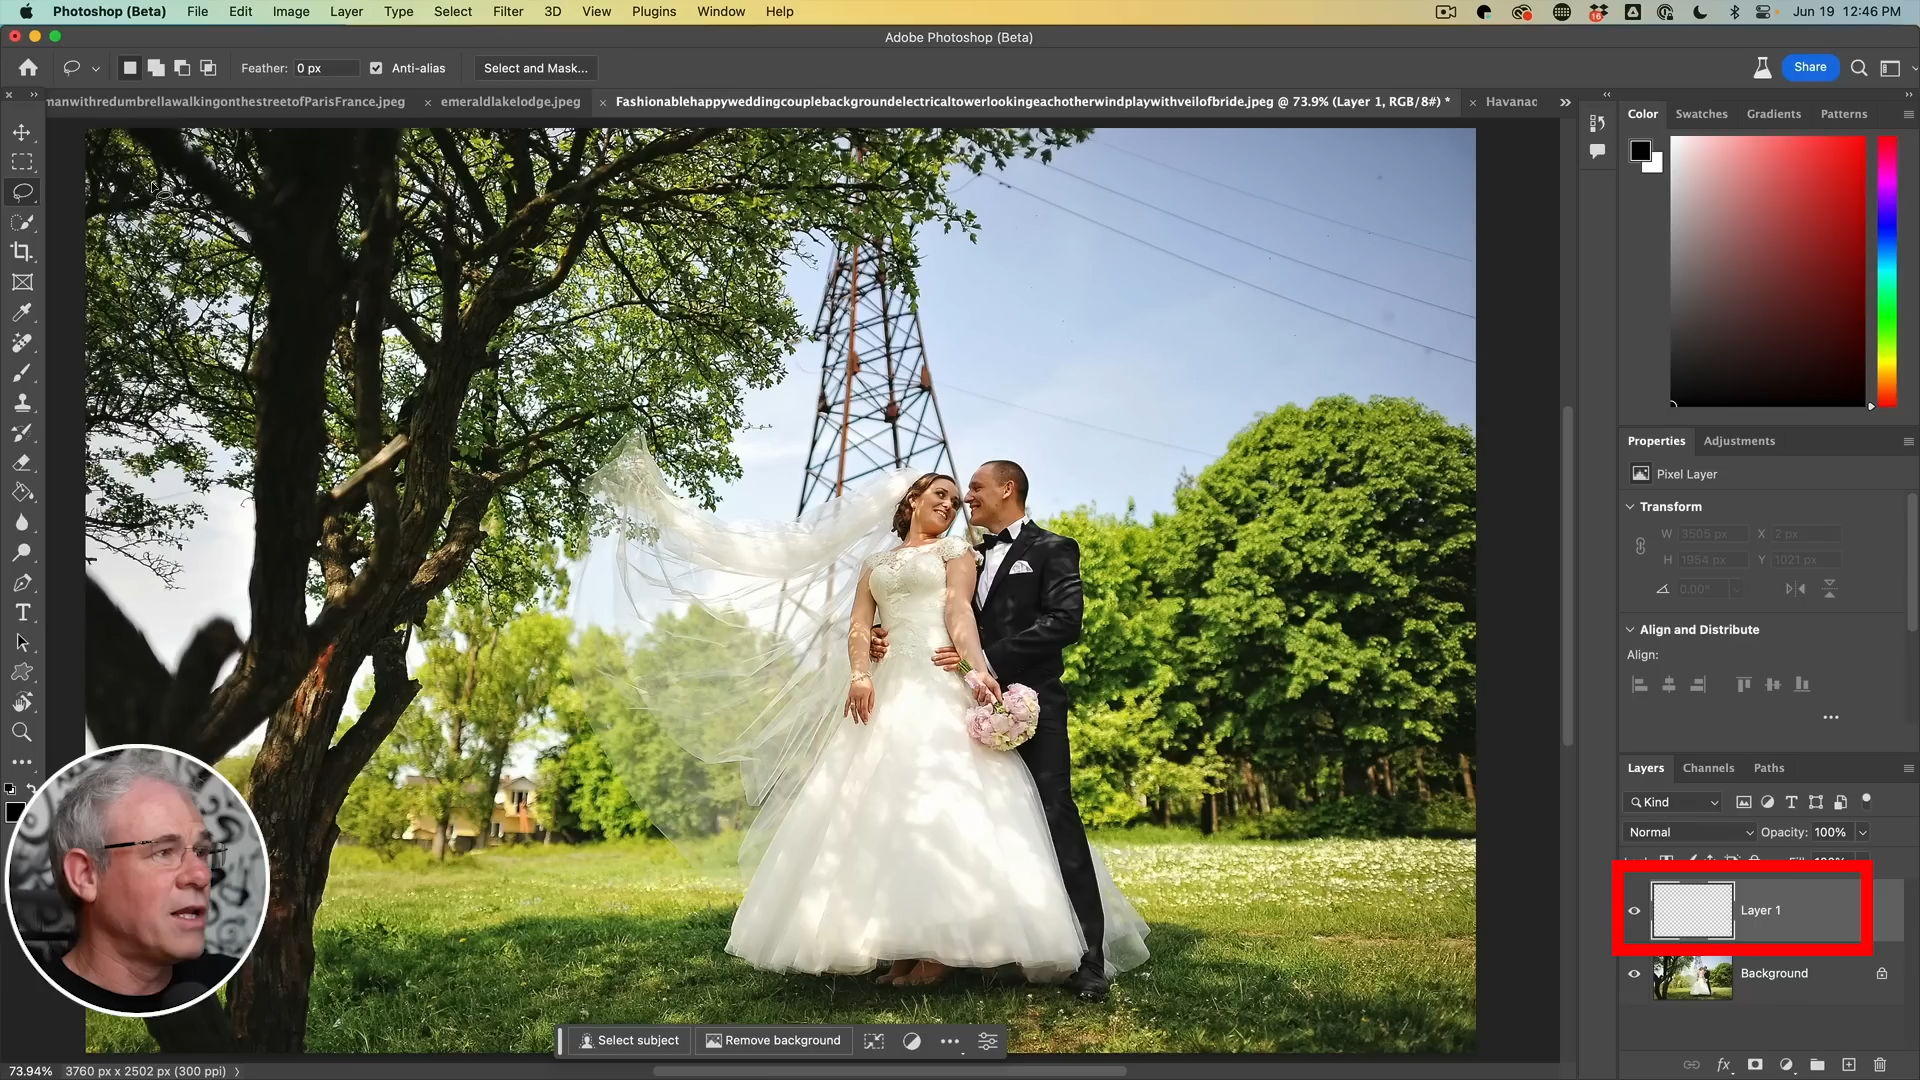 Photoshop (Beta) File Edit Image Layer Type Select Filter 3D View Plugins Window Help 16 Jun 19 12:46 PM
Adobe Photoshop (Beta)
Feather: 0 px Anti-alias Select and Mask... Share
manwithredumbrellawalkingonthestreetofParisFrance.jpeg × emeraldlakelodge.jpeg × Fashionablehappyweddingcouplebackgroundelectricaltowerlookingeachotherwindplaywithveilofbride.jpeg @ 73.9% (Layer 1, RGB/8#) * × Havanac
Color Swatches Gradients Patterns
Properties Adjustments
Pixel Layer
Transform
W 3505 px X 2 px
H 1954 px Y 1021 px
0.00°
Align and Distribute
Align:
Layers Channels Paths
Kind
Normal Opacity: 100%
Layer 1
Background
Select subject Remove background
fx
73.94% 3760 px x 2502 px (300 ppi)